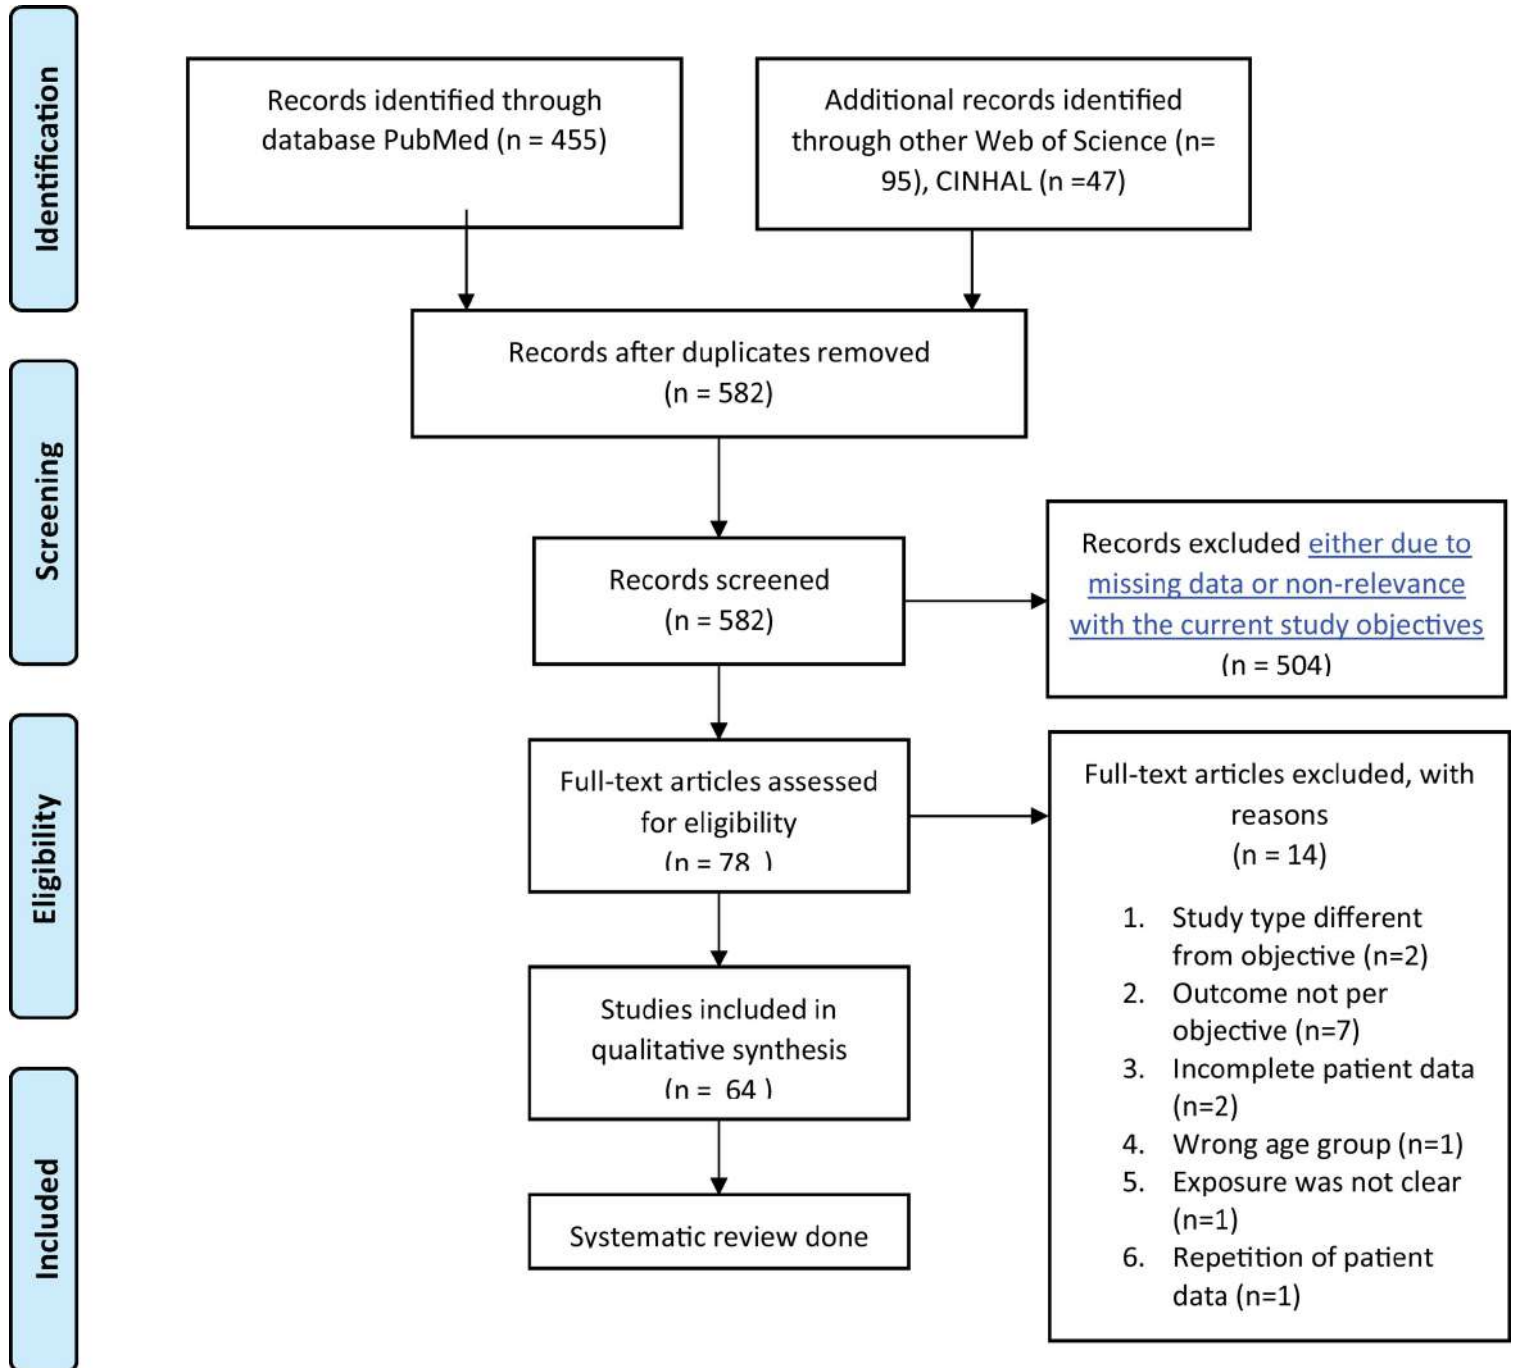 Identification
Records identified through
database PubMed (n = 455)
Additional records identified
through other Web of Science (n=
95), CINHAL (n =47)
Records after duplicates removed
(n = 582)
Screening
Records screened
(n = 582)
Records excluded either due to
missing data or non-relevance
with the current study objectives
(n = 504)
Eligibility
Full-text articles assessed
for eligibility
(n = 78 )
Full-text articles excluded, with
reasons
(n = 14)
1. Study type different
from objective (n=2)
2. Outcome not per
objective (n=7)
3. Incomplete patient data
(n=2)
4. Wrong age group (n=1)
5. Exposure was not clear
(n=1)
6. Repetition of patient
data (n=1)
Studies included in
qualitative synthesis
(n = 64 )
Included
Systematic review done